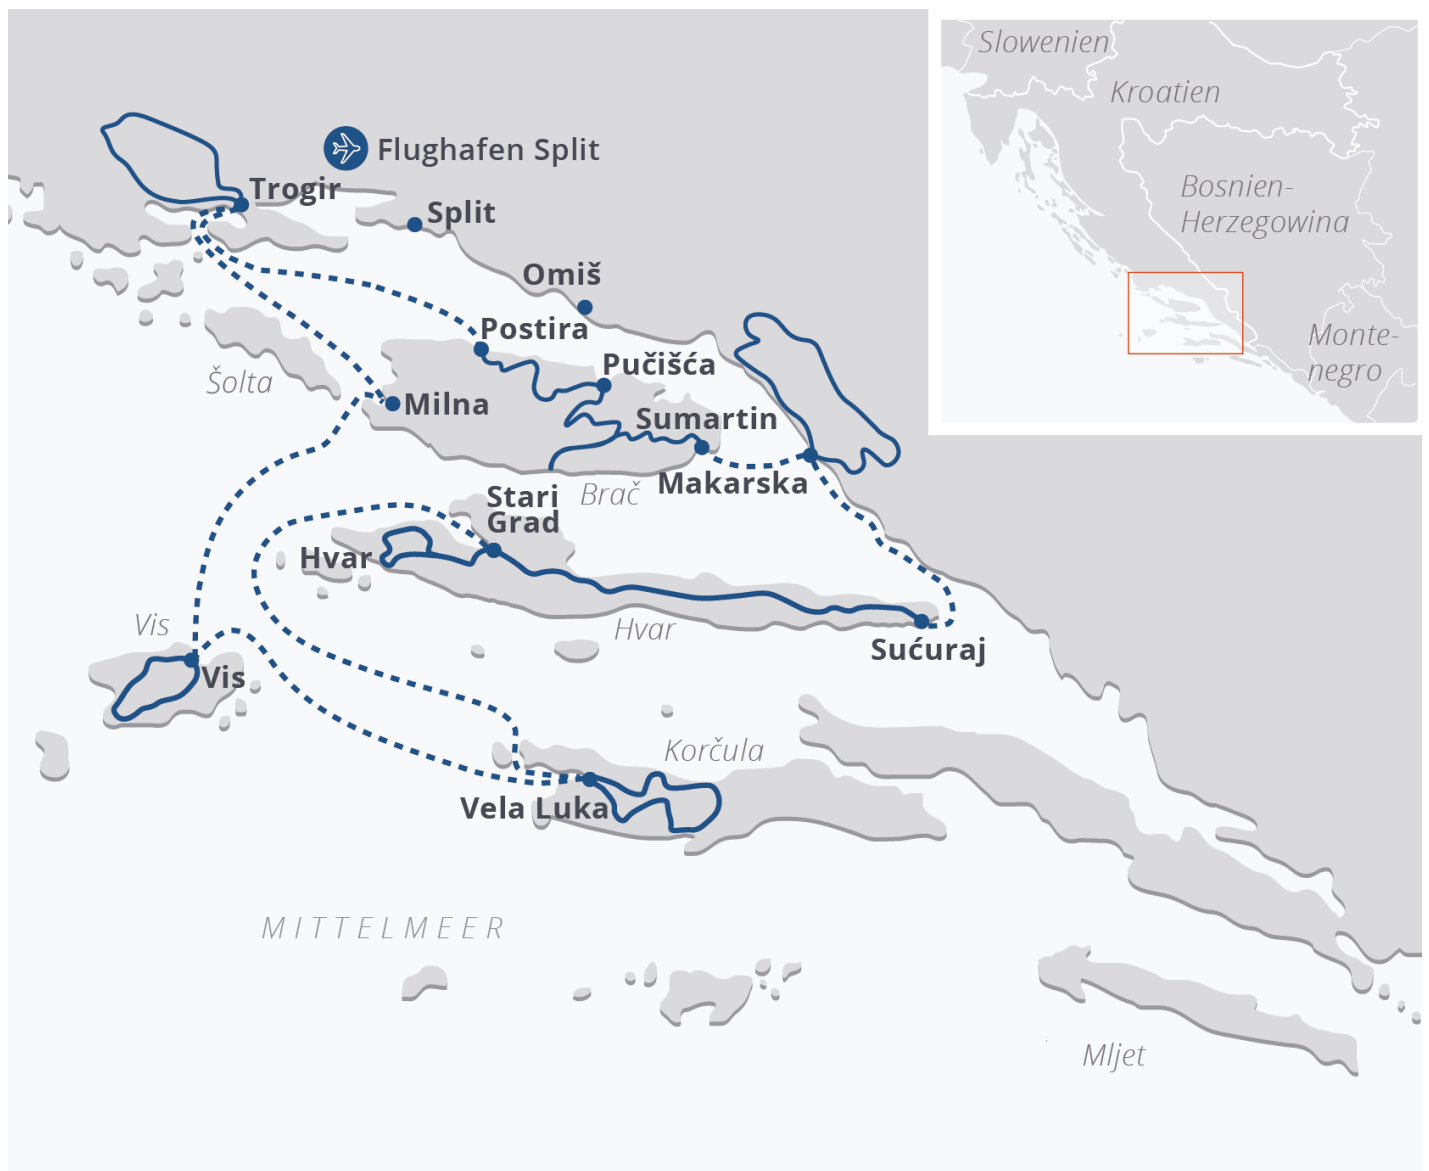 Slowenien
Kroatien
Bosnien-
Herzegowina
Monte-
negro
Flughafen Split
Trogir
Split
Omiš
Postira
Pučišća
Šolta
Milna
Sumartin
Makarska
Brač
Stari
Grad
Hvar
Hvar
Sućuraj
Vis
Vis
Korčula
Vela Luka
MITTELMEER
Mljet